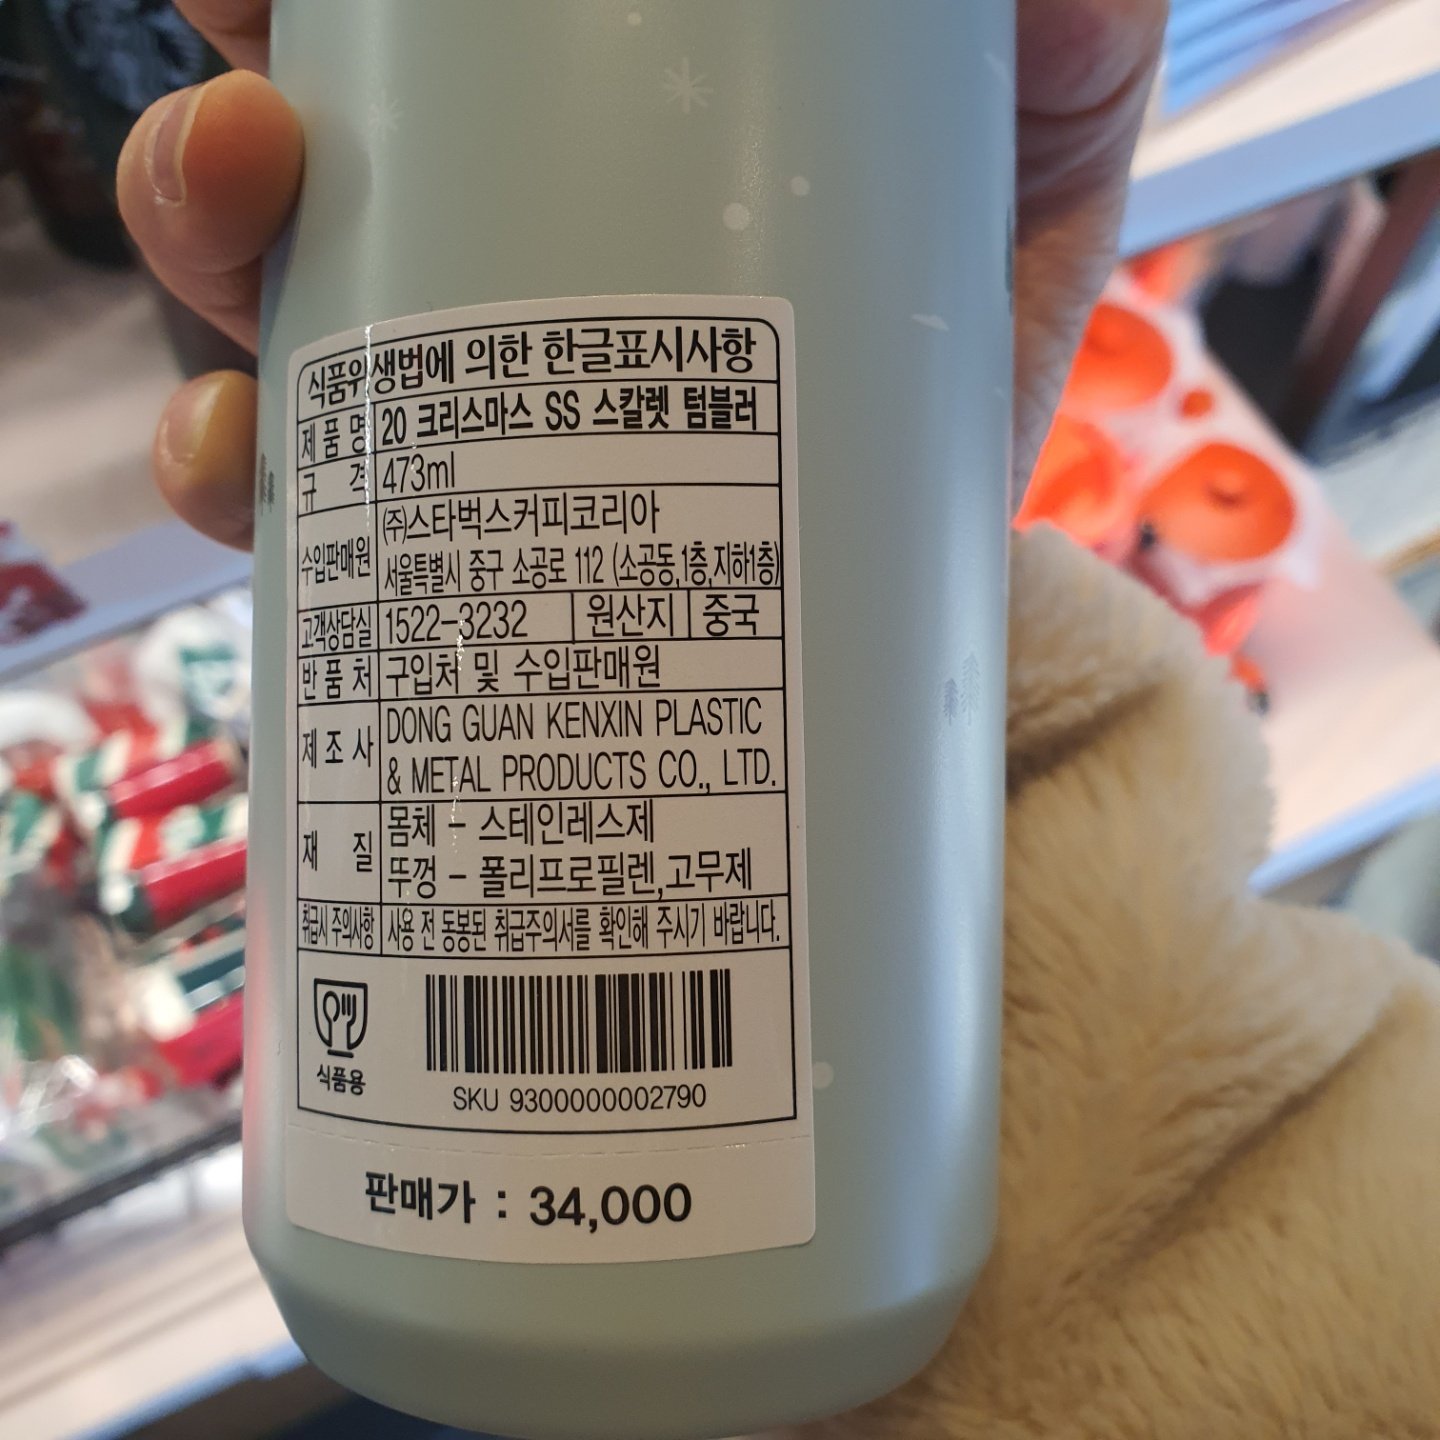 식품위생법에 의한 한글표시사항
제품명 20 크리스마스 SS 스칼렛 텀블러
규격 473ml
수입판매원 ㈜스타벅스커피코리아
서울특별시 중구 소공로 112 (소공동,1층,지하1층)
고객상담실 1522-3232 원산지 중국
반품처 구입처 및 수입판매원
제조사 DONG GUAN KENXIN PLASTIC
& METAL PRODUCTS CO., LTD.
재질 몸체 - 스테인레스제
뚜껑 - 폴리프로필렌,고무제
취급시 주의사항 사용 전 동봉된 취급주의서를 확인해 주시기 바랍니다.
식품용
SKU 9300000002790
판매가 : 34,000